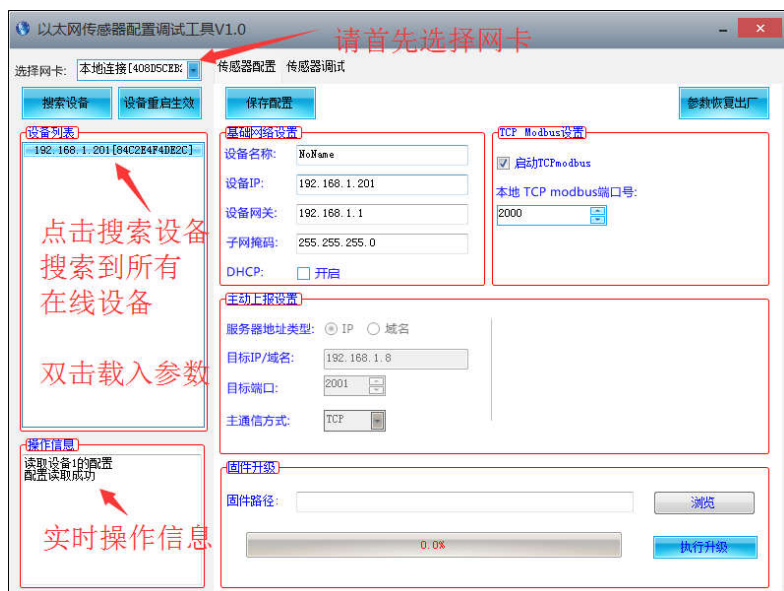 以太网传感器配置调试工具V1.0
请首先选择网卡
选择网卡: 本地连接[408D5CEB:
传感器配置 传感器调试
搜索设备 设备重启生效 保存配置 参数恢复出厂
设备列表
192.168.1.201[84C2E4F4DE2C]
点击搜索设备
搜索到所有
在线设备
双击载入参数
操作信息
读取设备1的配置
配置读取成功
实时操作信息
基础网络设置
设备名称: NoName
设备IP: 192.168.1.201
设备网关: 192.168.1.1
子网掩码: 255.255.255.0
DHCP: 开启
TCP Modbus设置
启动TCPmodbus
本地 TCP modbus端口号:
2000
主动上报设置
服务器地址类型: IP 域名
目标IP/域名: 192.168.1.8
目标端口: 2001
主通信方式: TCP
固件升级
固件路径: 浏览
0.0% 执行升级